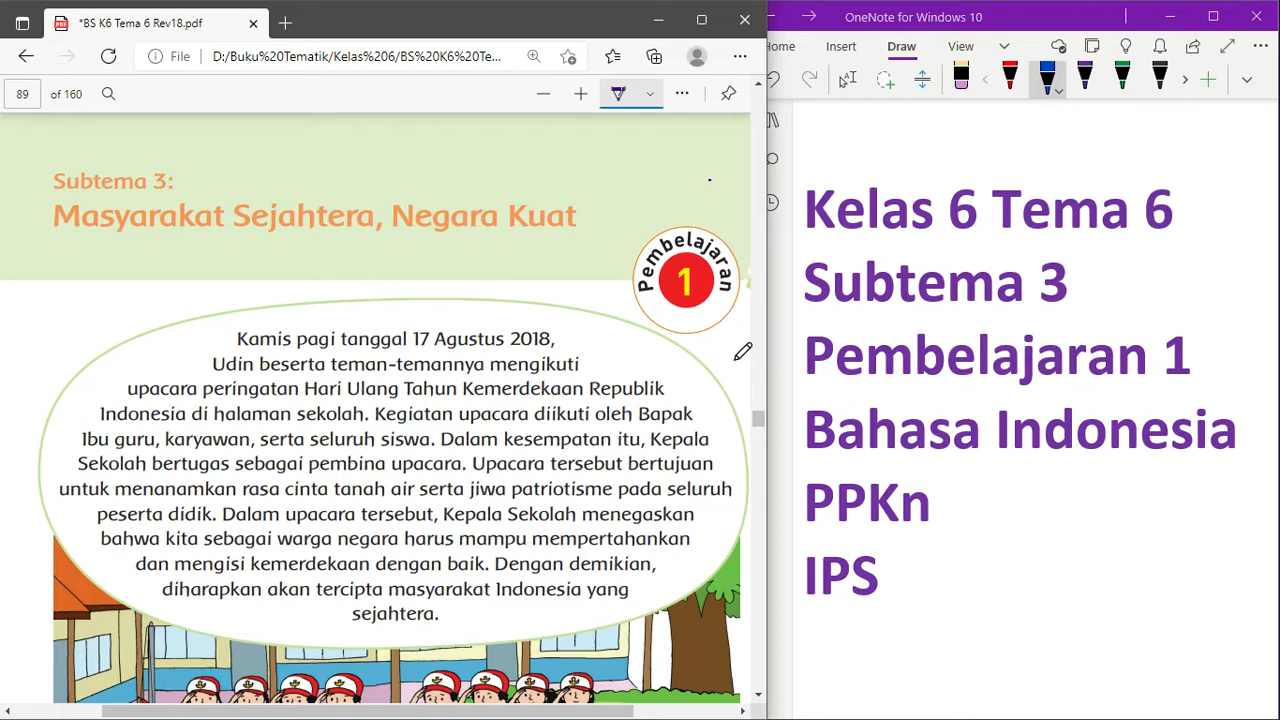 *BS K6 Tema 6 Rev18.pdf
File
D:/Buku%20Tematik/Kelas%206/BS%20K6%20Te...
89
of 160
Subtema 3:
Masyarakat Sejahtera, Negara Kuat
Pembelajaran
1
Kamis pagi tanggal 17 Agustus 2018,
Udin beserta teman-temannya mengikuti
upacara peringatan Hari Ulang Tahun Kemerdekaan Republik
Indonesia di halaman sekolah. Kegiatan upacara diikuti oleh Bapak
Ibu guru, karyawan, serta seluruh siswa. Dalam kesempatan itu, Kepala
Sekolah bertugas sebagai pembina upacara. Upacara tersebut bertujuan
untuk menanamkan rasa cinta tanah air serta jiwa patriotisme pada seluruh
peserta didik. Dalam upacara tersebut, Kepala Sekolah menegaskan
bahwa kita sebagai warga negara harus mampu mempertahankan
dan mengisi kemerdekaan dengan baik. Dengan demikian,
diharapkan akan tercipta masyarakat Indonesia yang
sejahtera.
OneNote for Windows 10
Home Insert Draw View
Kelas 6 Tema 6
Subtema 3
Pembelajaran 1
Bahasa Indonesia
PPKn
IPS